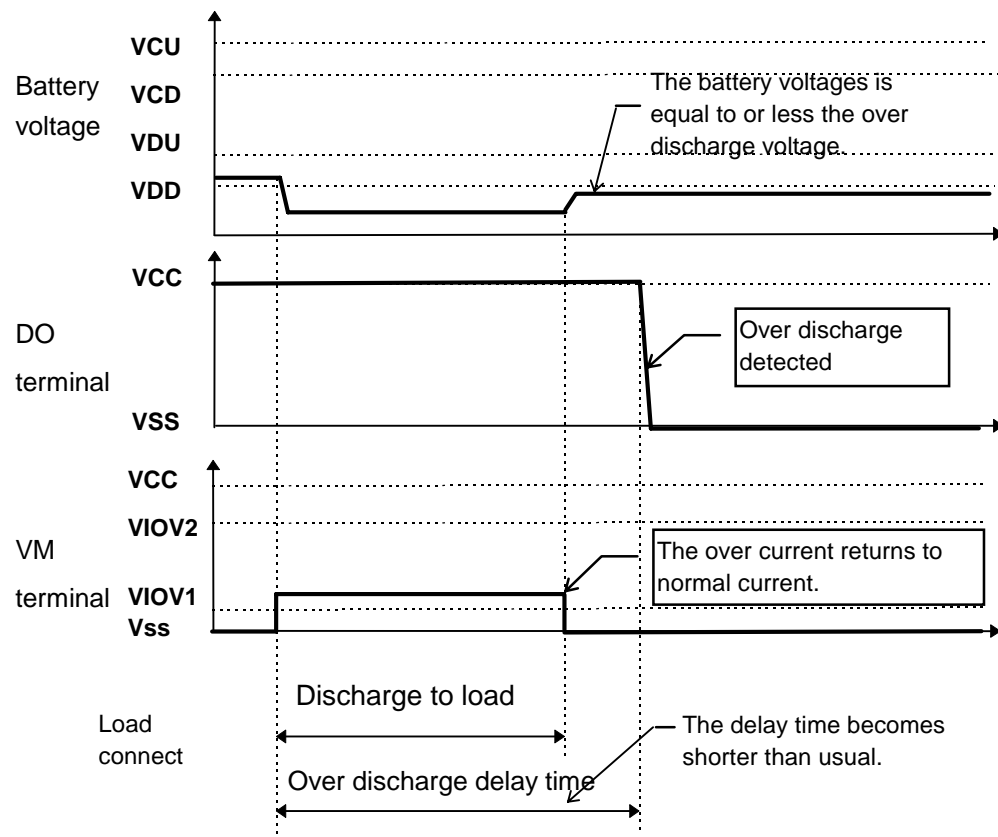 VCU
Battery
voltage
VCD
VDU
VDD
The battery voltages is
equal to or less the over
discharge voltage.
VCC
DO
terminal
VSS
Over discharge
detected
VCC
VIOV2
VM
terminal
VIOV1
Vss
The over current returns to
normal current.
Discharge to load
Load
connect
The delay time becomes
shorter than usual.
Over discharge delay time